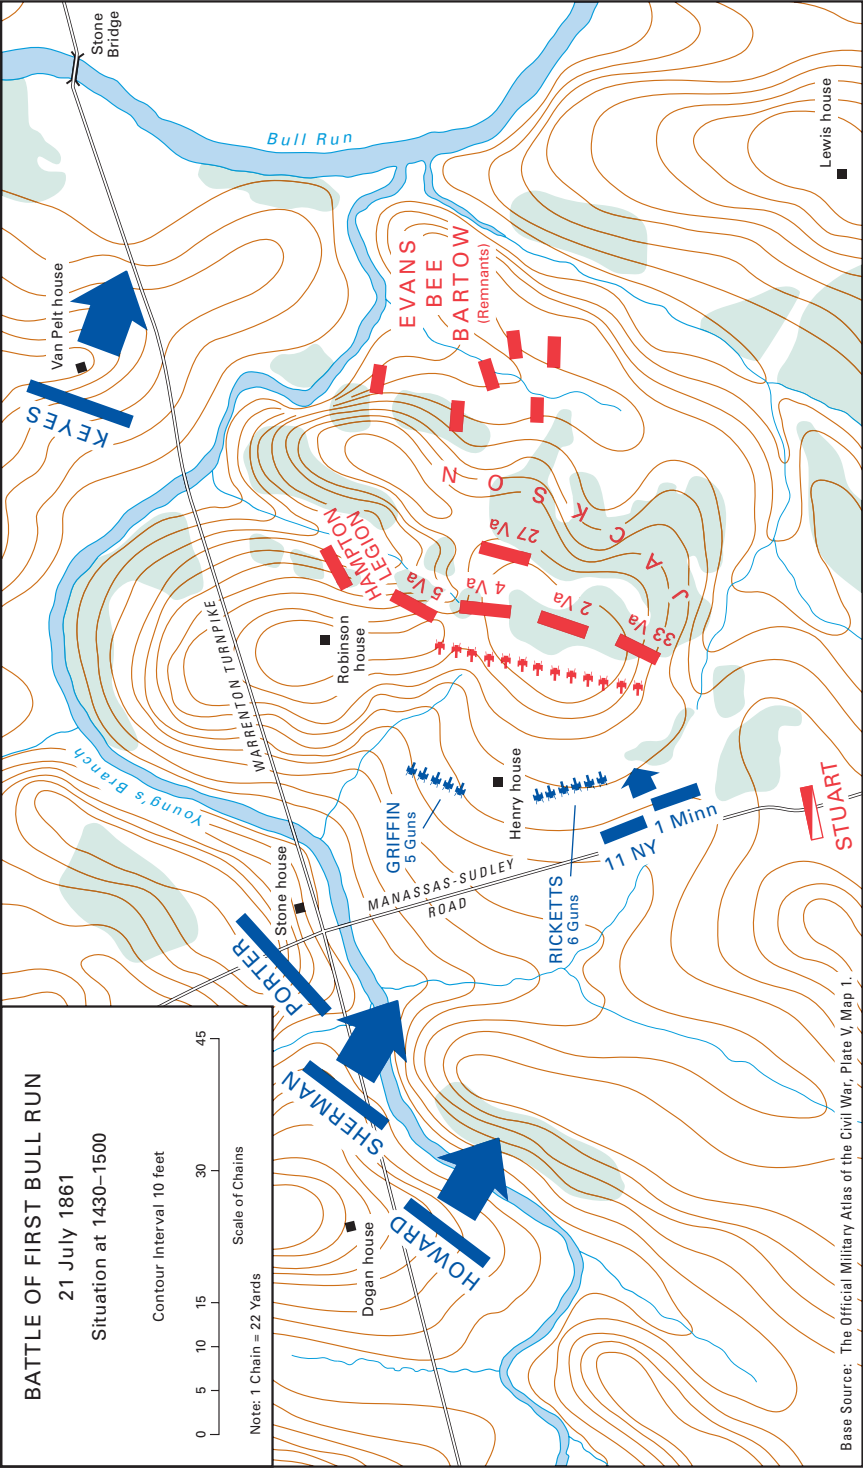 BATTLE OF FIRST BULL RUN
21 July 1861
Situation at 1430–1500
Contour Interval 10 feet
0 5 10 15 30 45
Scale of Chains
Note: 1 Chain = 22 Yards
Stone
Bridge
Bull Run
Van Pelt house
KEYES
Lewis house
EVANS
BEE
BARTOW
(Remnants)
WARRENTON TURNPIKE
Young's Branch
Robinson
house
HAMPTON
LEGION
5 Va
4 Va
27 Va
2 Va
33 Va
JACKSON
Stone house
PORTER
SHERMAN
HOWARD
Dogan house
MANASSAS-SUDLEY
ROAD
GRIFFIN
5 Guns
Henry house
RICKETTS
6 Guns
11 NY
1 Minn
STUART
Base Source: The Official Military Atlas of the Civil War, Plate V, Map 1.